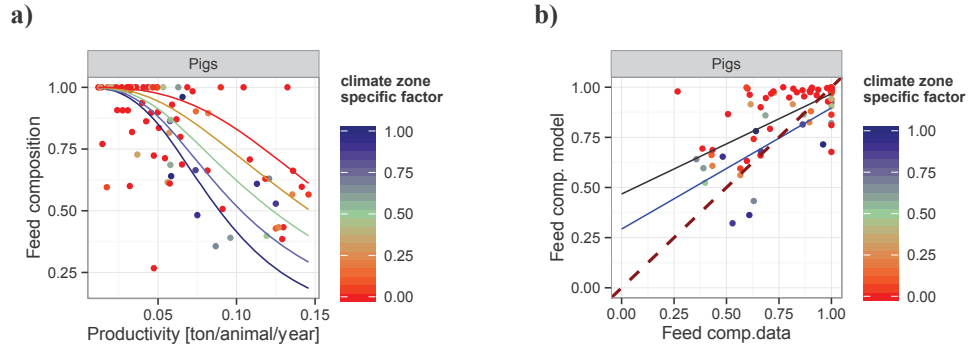 a)
Pigs
1.00
0.75
0.50
0.25
Feed composition
0.05
0.10
0.15
Productivity [ton/animal/year]
climate zone
specific factor
1.00
0.75
0.50
0.25
0.00
b)
Pigs
1.00
0.75
0.50
0.25
0.00
Feed comp. model
0.00
0.25
0.50
0.75
1.00
Feed comp.data
climate zone
specific factor
1.00
0.75
0.50
0.25
0.00